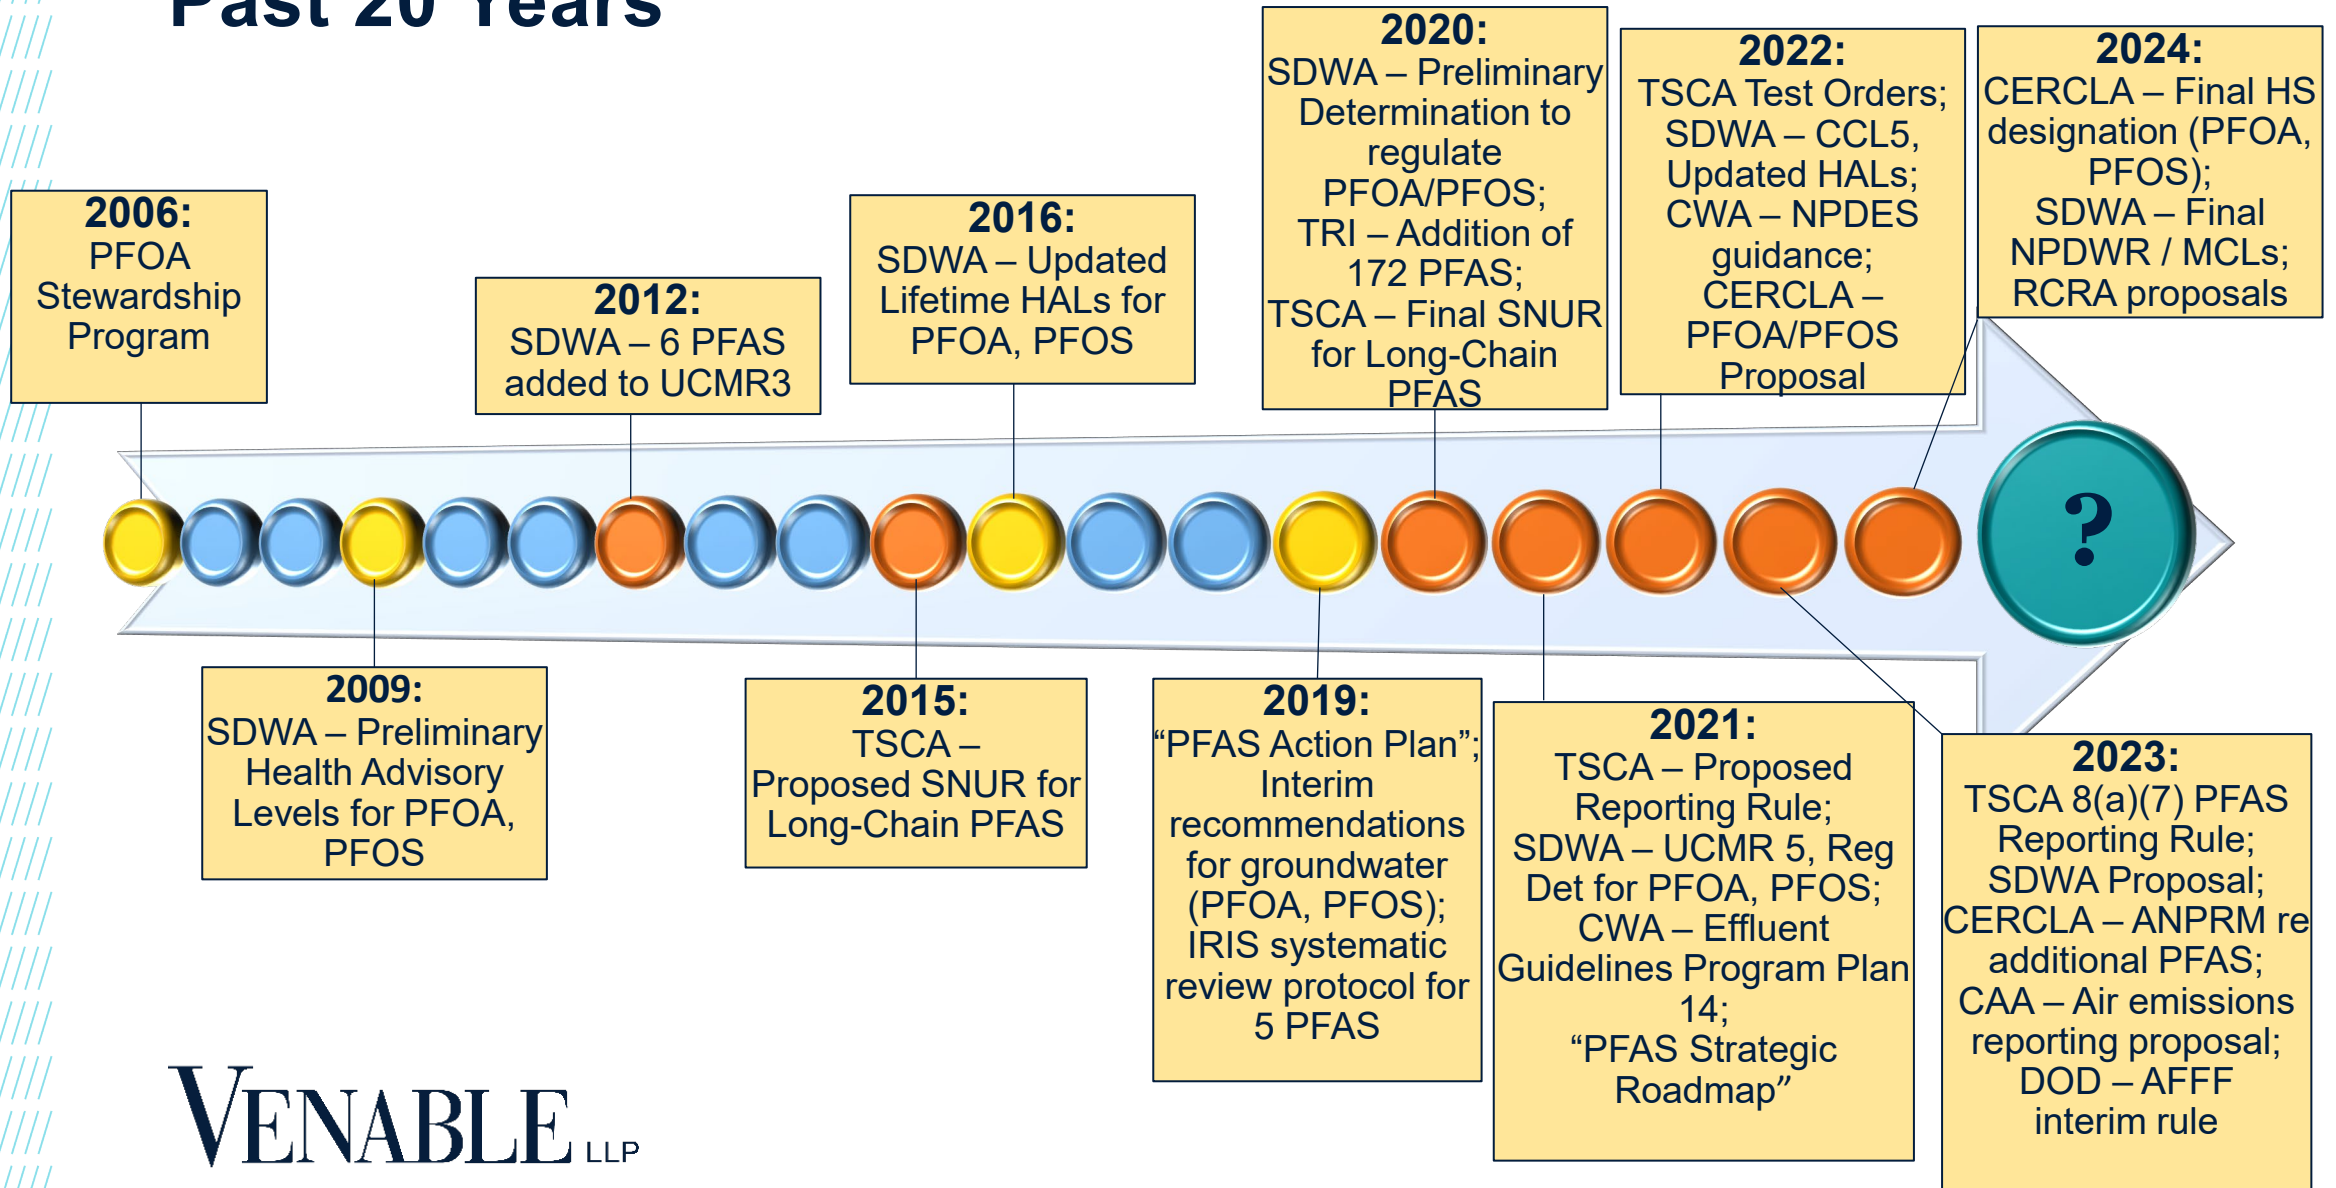 Past 20 Years
2006:
PFOA
Stewardship
Program
2009:
SDWA – Preliminary
Health Advisory
Levels for PFOA,
PFOS
2012:
SDWA – 6 PFAS
added to UCMR3
2015:
TSCA –
Proposed SNUR for
Long-Chain PFAS
2016:
SDWA – Updated
Lifetime HALs for
PFOA, PFOS
2019:
“PFAS Action Plan”;
Interim
recommendations
for groundwater
(PFOA, PFOS);
IRIS systematic
review protocol for
5 PFAS
2020:
SDWA – Preliminary
Determination to
regulate
PFOA/PFOS;
TRI – Addition of
172 PFAS;
TSCA – Final SNUR
for Long-Chain
PFAS
2021:
TSCA – Proposed
Reporting Rule;
SDWA – UCMR 5, Reg
Det for PFOA, PFOS;
CWA – Effluent
Guidelines Program Plan
14;
“PFAS Strategic
Roadmap”
2022:
TSCA Test Orders;
SDWA – CCL5,
Updated HALs;
CWA – NPDES
guidance;
CERCLA –
PFOA/PFOS
Proposal
2023:
TSCA 8(a)(7) PFAS
Reporting Rule;
SDWA Proposal;
CERCLA – ANPRM re
additional PFAS;
CAA – Air emissions
reporting proposal;
DOD – AFFF
interim rule
2024:
CERCLA – Final HS
designation (PFOA,
PFOS);
SDWA – Final
NPDWR / MCLs;
RCRA proposals
?
VENABLE LLP